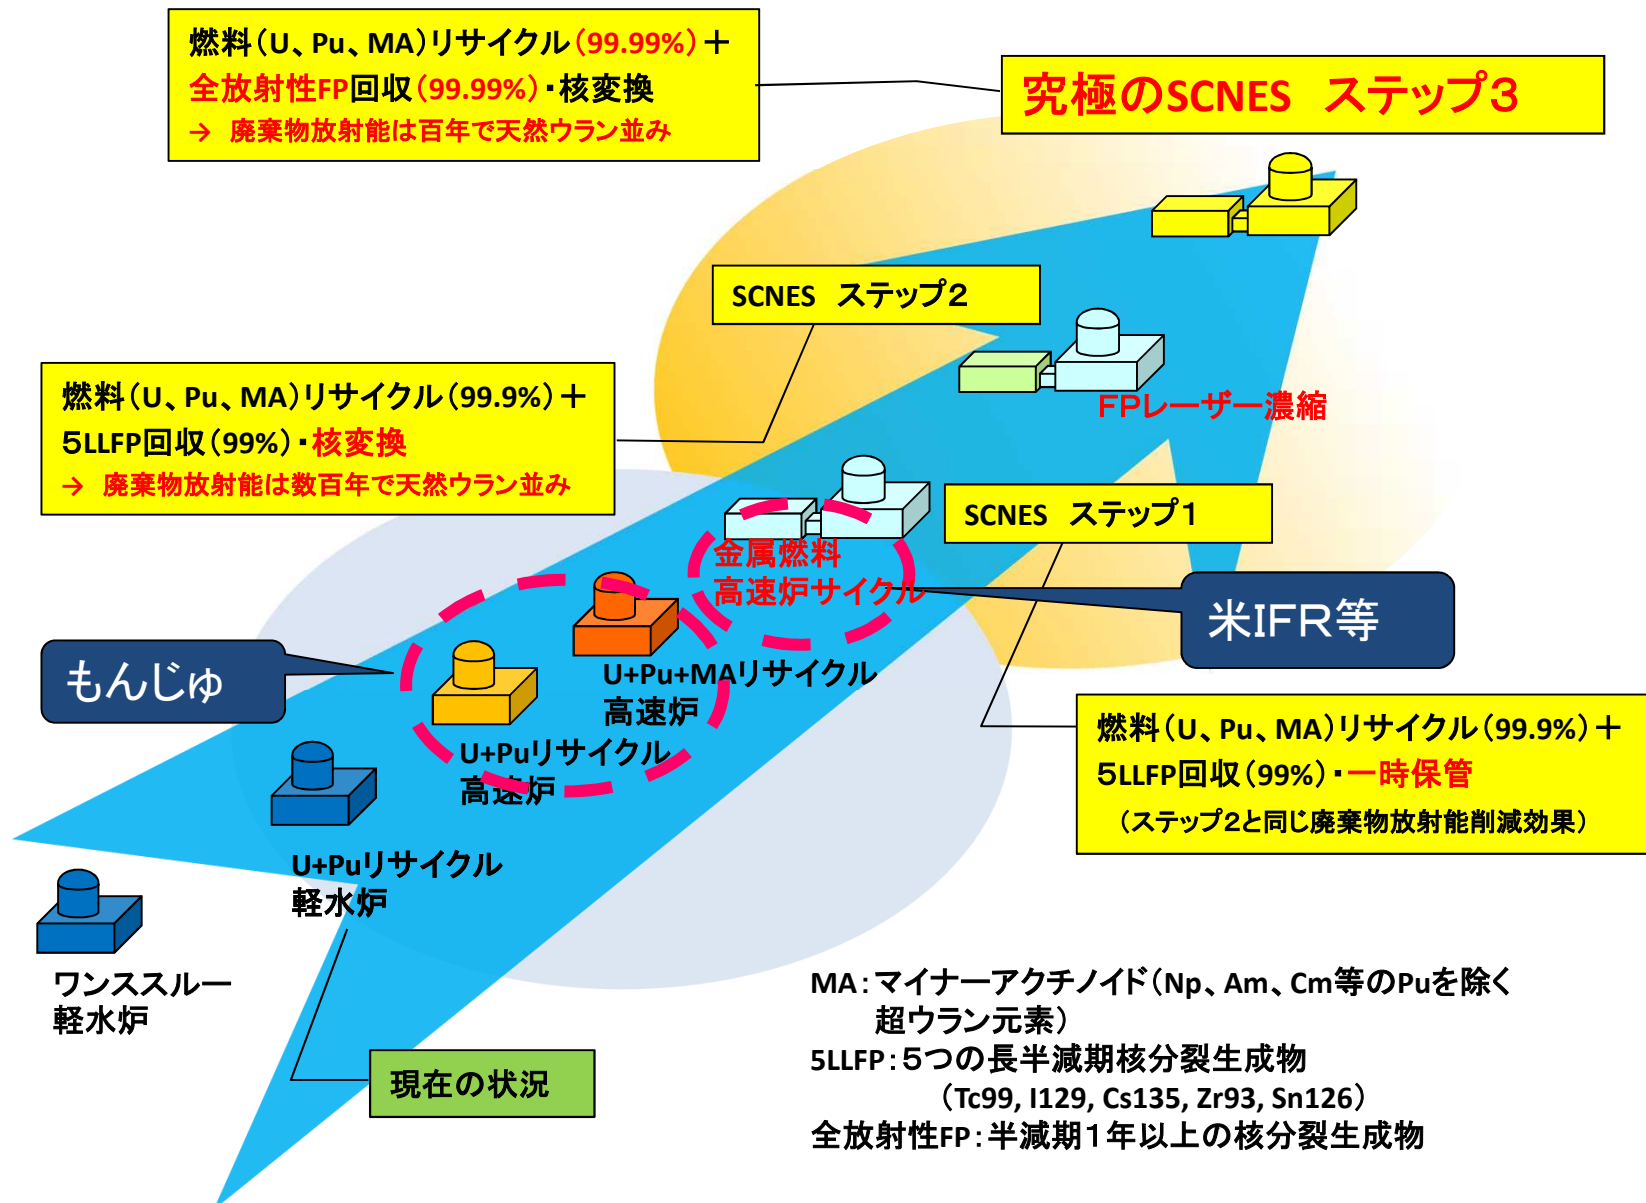 燃料（U、Pu、MA）リサイクル（99.99%）＋
全放射性FP回収（99.99%）・核変換
→ 廃棄物放射能は百年で天然ウラン並み
究極のSCNES ステップ３
SCNES ステップ２
燃料（U、Pu、MA）リサイクル（99.9%）＋
５LLFP回収（99%）・核変換
→ 廃棄物放射能は数百年で天然ウラン並み
ＦＰレーザー濃縮
SCNES ステップ１
金属燃料
高速炉サイクル
米ＩＦＲ等
もんじゅ
U+Pu+MAリサイクル
高速炉
U+Puリサイクル
高速炉
燃料（U、Pu、MA）リサイクル（99.9%）＋
５LLFP回収（99%）・一時保管
（ステップ２と同じ廃棄物放射能削減効果）
U+Puリサイクル
軽水炉
ワンススルー
軽水炉
現在の状況
MA：マイナーアクチノイド（Np、Am、Cm等のPuを除く
超ウラン元素）
5LLFP：５つの長半減期核分裂生成物
（Tc99, I129, Cs135, Zr93, Sn126）
全放射性FP：半減期１年以上の核分裂生成物